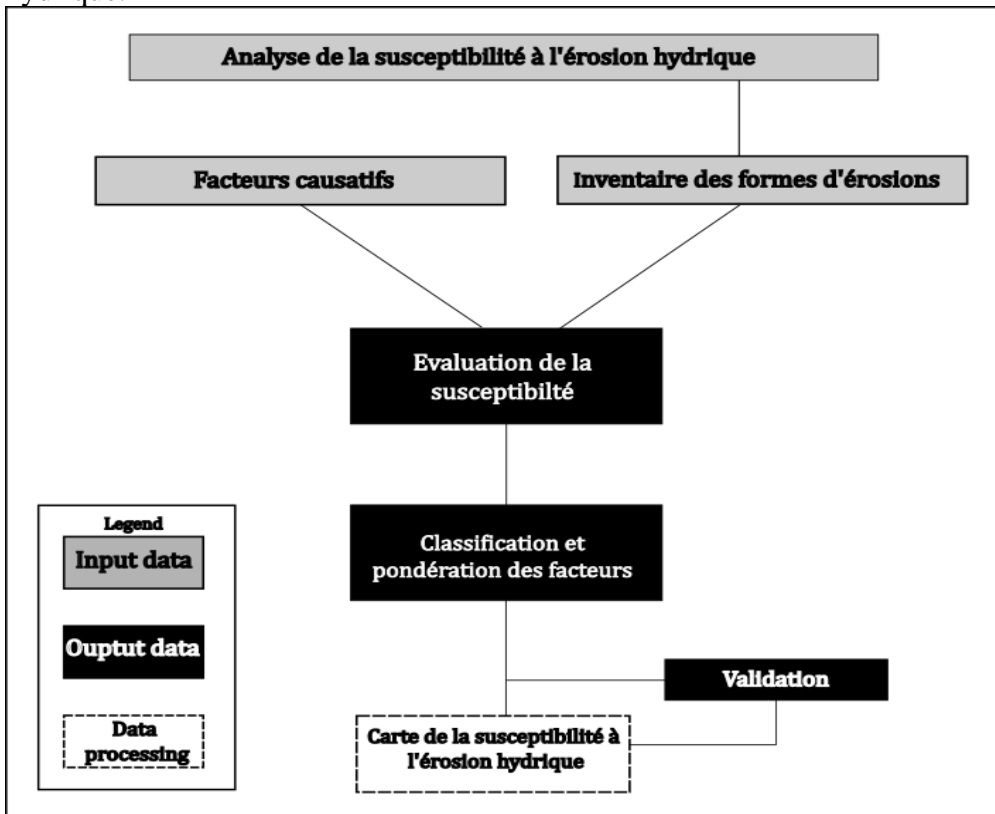 Analyse de la susceptibilité à l'érosion hydrique
Facteurs causatifs
Inventaire des formes d'érosions
Evaluation de la
susceptibilté
Classification et
pondération des facteurs
Validation
Carte de la susceptibilité à
l'érosion hydrique
Legend
Input data
Ouptut data
Data
processing